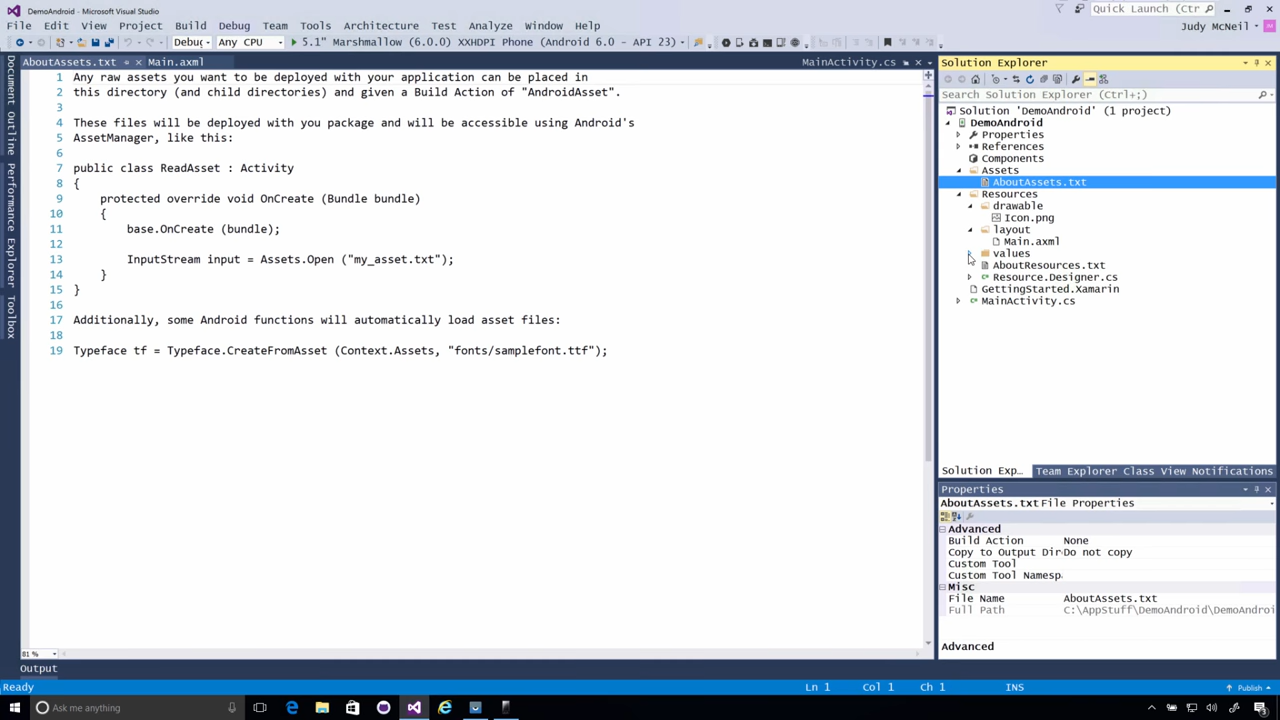 DemoAndroid - Microsoft Visual Studio
Quick Launch (Ctr
File Edit View Project Build Debug Team Tools Architecture Test Analyze Window Help
Judy McNeil
Debug Any CPU 5.1" Marshmallow (6.0.0) XXHDPI Phone (Android 6.0 - API 23)
AboutAssets.txt Main.axml MainActivity.cs
Document Outline
Performance Explorer
Toolbox
1 Any raw assets you want to be deployed with your application can be placed in
2 this directory (and child directories) and given a Build Action of "AndroidAsset".
3
4 These files will be deployed with you package and will be accessible using Android's
5 AssetManager, like this:
6
7 public class ReadAsset : Activity
8 {
9 protected override void OnCreate (Bundle bundle)
10 {
11 base.OnCreate (bundle);
12
13 InputStream input = Assets.Open ("my_asset.txt");
14 }
15 }
16
17 Additionally, some Android functions will automatically load asset files:
18
19 Typeface tf = Typeface.CreateFromAsset (Context.Assets, "fonts/samplefont.ttf");
81 %
Output
Solution Explorer
Search Solution Explorer (Ctrl+;)
Solution 'DemoAndroid' (1 project)
DemoAndroid
Properties
References
Components
Assets
AboutAssets.txt
Resources
drawable
Icon.png
layout
Main.axml
values
AboutResources.txt
Resource.Designer.cs
GettingStarted.Xamarin
MainActivity.cs
Solution Exp... Team Explorer Class View Notifications
Properties
AboutAssets.txt File Properties
Advanced
Build Action None
Copy to Output Dir Do not copy
Custom Tool
Custom Tool Namesp
Misc
File Name AboutAssets.txt
Full Path C:\AppStuff\DemoAndroid\DemoAndroi
Advanced
Ready Ln 1 Col 1 Ch 1 INS Publish
Ask me anything
3